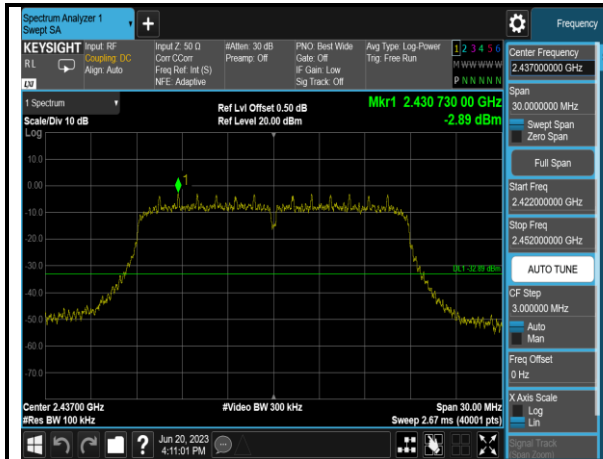 Spectrum Analyzer 1
Swept SA
+
Frequency
KEYSIGHT
RL
LXI
Input: RF
Coupling: DC
Align: Auto
Input Z: 50 Ω
Corr CCorr
Freq Ref: Int (S)
NFE: Adaptive
#Atten: 30 dB
Preamp: Off
PNO: Best Wide
Gate: Off
IF Gain: Low
Sig Track: Off
Avg Type: Log-Power
Trig: Free Run
1 2 3 4 5 6
M W W W W W
P N N N N N
1 Spectrum
Scale/Div 10 dB
Log
Ref Lvl Offset 0.50 dB
Ref Level 20.00 dBm
Mkr1 2.430 730 00 GHz
-2.89 dBm
10.0
0.00
-10.0
-20.0
-30.0
-40.0
-50.0
-60.0
-70.0
1
DL1 -32.89 dBm
Center 2.43700 GHz
#Res BW 100 kHz
#Video BW 300 kHz
Span 30.00 MHz
Sweep 2.67 ms (40001 pts)
Jun 20, 2023
4:11:01 PM
?
Center Frequency
2.437000000 GHz
Span
30.0000000 MHz
Swept Span
Zero Span
Full Span
Start Freq
2.422000000 GHz
Stop Freq
2.452000000 GHz
AUTO TUNE
CF Step
3.000000 MHz
Auto
Man
Freq Offset
0 Hz
X Axis Scale
Log
Lin
Signal Track
(Span Zoom)